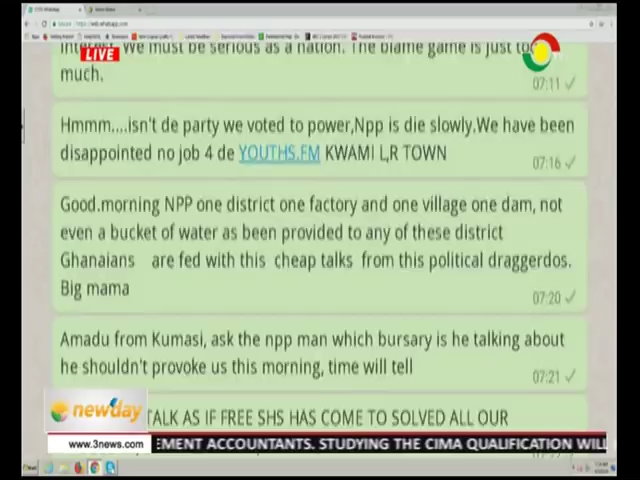 LIVE
We must be serious as a nation. The blame game is just too
much.
07:11
Hmmm....isn't de party we voted to power,Npp is die slowly.We have been
disappointed no job 4 de YOUTHS.FM KWAMI L,R TOWN
07:16
Good.morning NPP one district one factory and one village one dam, not
even a bucket of water as been provided to any of these district
Ghanaians are fed with this cheap talks from this political draggerdos.
Big mama
07:20
Amadu from Kumasi, ask the npp man which bursary is he talking about
he shouldn't provoke us this morning, time will tell
07:21
TALK AS IF FREE SHS HAS COME TO SOLVED ALL OUR
newday
www.3news.com
EMENT ACCOUNTANTS. STUDYING THE CIMA QUALIFICATION WILL